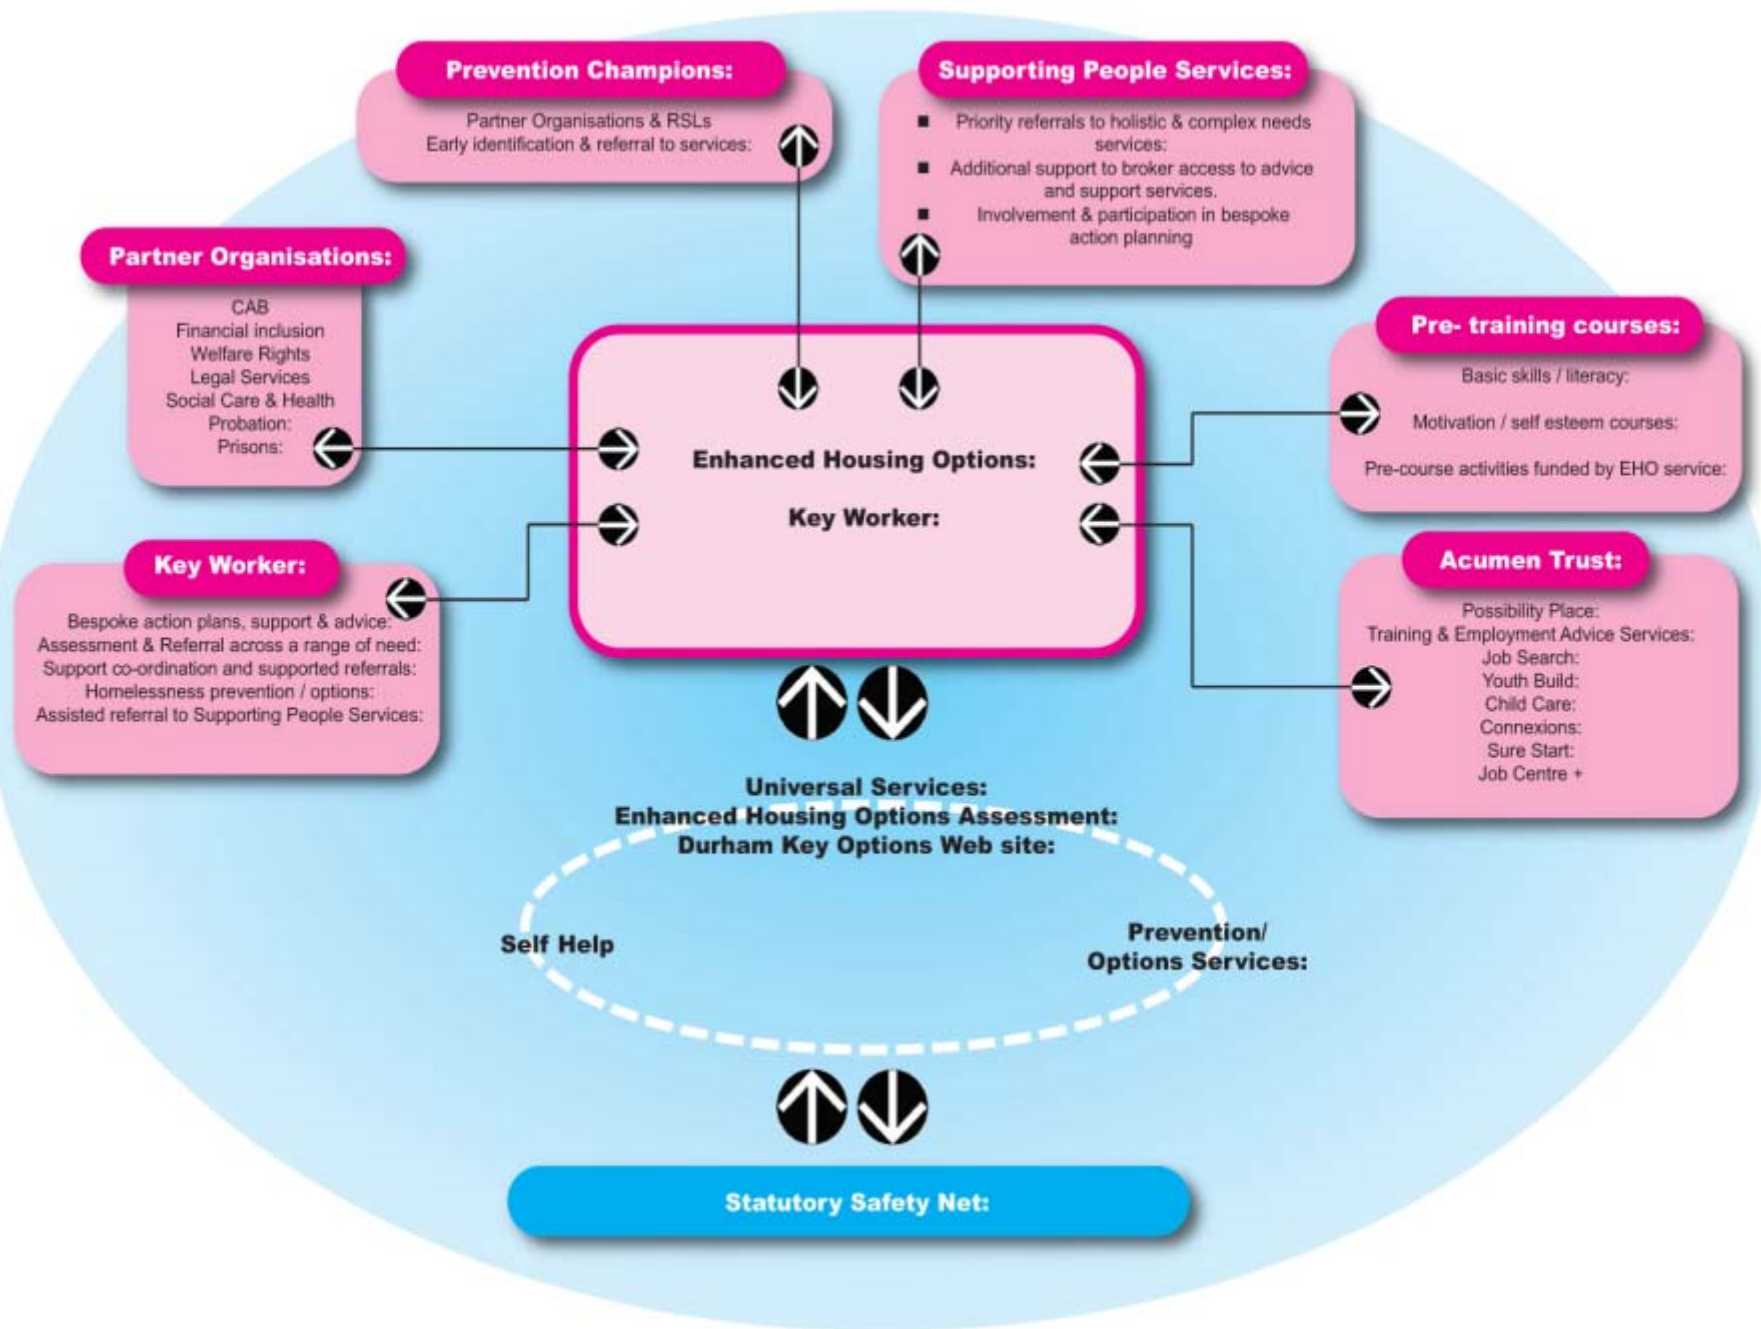 Prevention Champions:
Partner Organisations & RSLs
Early identification & referral to services:
Supporting People Services:
■ Priority referrals to holistic & complex needs
services:
■ Additional support to broker access to advice
and support services.
■ Involvement & participation in bespoke
action planning
Partner Organisations:
CAB
Financial inclusion
Welfare Rights
Legal Services
Social Care & Health
Probation:
Prisons:
Pre- training courses:
Basic skills / literacy:
Motivation / self esteem courses:
Pre-course activities funded by EHO service:
Enhanced Housing Options:
Key Worker:
Key Worker:
Bespoke action plans, support & advice:
Assessment & Referral across a range of need:
Support co-ordination and supported referrals:
Homelessness prevention / options:
Assisted referral to Supporting People Services:
Acumen Trust:
Possibility Place:
Training & Employment Advice Services:
Job Search:
Youth Build:
Child Care:
Connexions:
Sure Start:
Job Centre +
Universal Services:
Enhanced Housing Options Assessment:
Durham Key Options Web site:
Self Help
Prevention/
Options Services:
Statutory Safety Net: